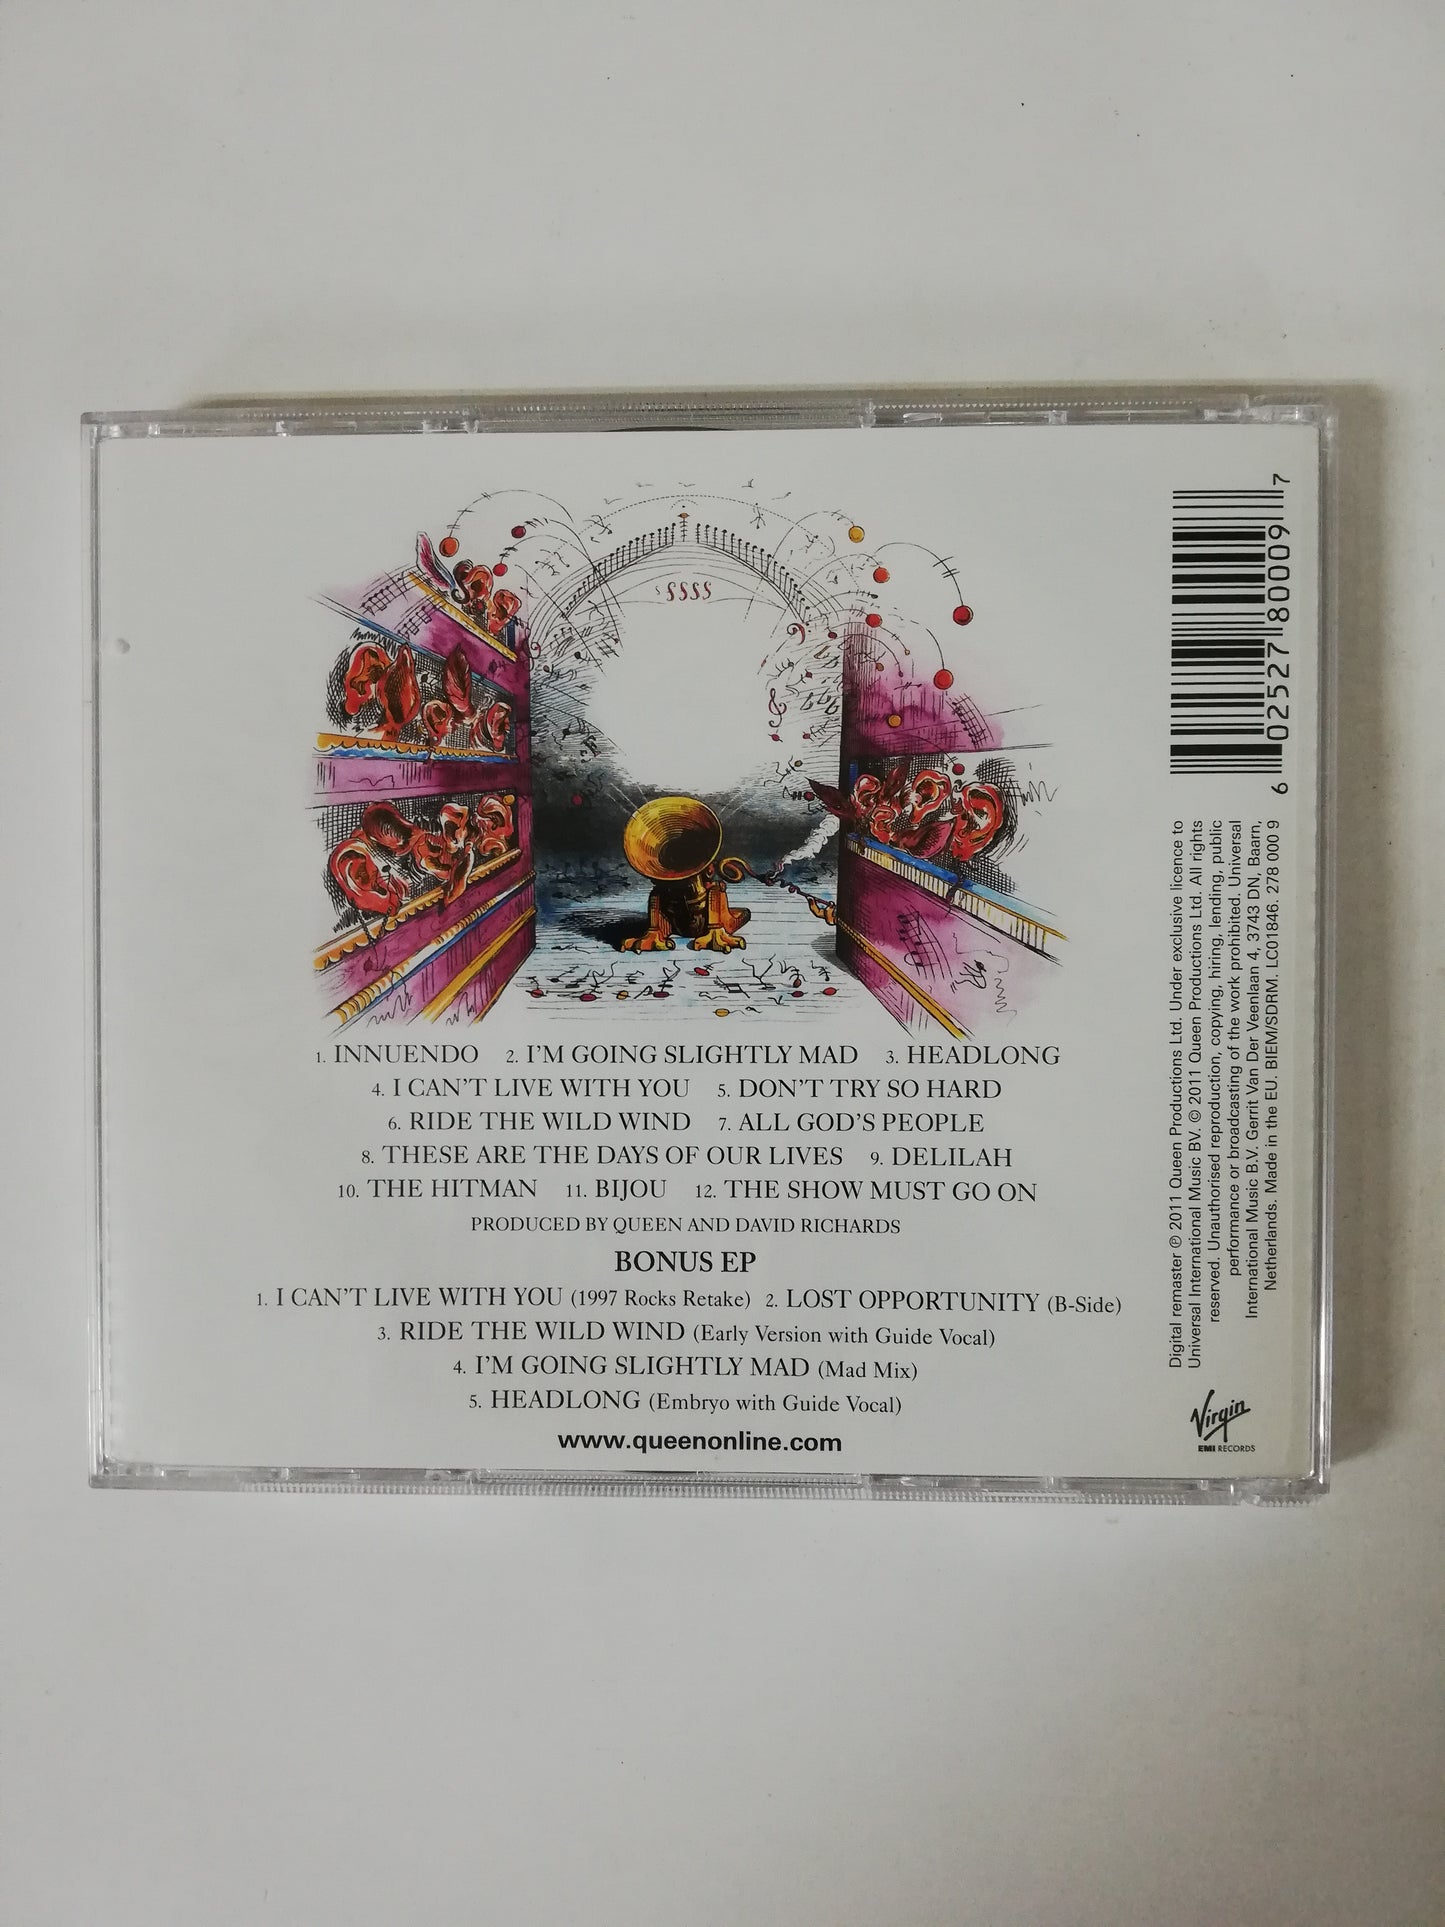 1. INNUENDO 2. I'M GOING SLIGHTLY MAD 3. HEADLONG
4. I CAN'T LIVE WITH YOU 5. DON'T TRY SO HARD
6. RIDE THE WILD WIND 7. ALL GOD'S PEOPLE
8. THESE ARE THE DAYS OF OUR LIVES 9. DELILAH
10. THE HITMAN 11. BIJOU 12. THE SHOW MUST GO ON
PRODUCED BY QUEEN AND DAVID RICHARDS
BONUS EP
1. I CAN'T LIVE WITH YOU (1997 Rocks Retake) 2. LOST OPPORTUNITY (B-Side)
3. RIDE THE WILD WIND (Early Version with Guide Vocal)
4. I'M GOING SLIGHTLY MAD (Mad Mix)
5. HEADLONG (Embryo with Guide Vocal)
www.queenonline.com
6 02527 80009 7
Digital remaster ℗ 2011 Queen Productions Ltd. Under exclusive licence to
Universal International Music BV. © 2011 Queen Productions Ltd. All rights
reserved. Unauthorised reproduction, copying, hiring, lending, public
performance or broadcasting of the work prohibited. Universal
International Music B.V. Gerrit Van Der Veenlaan 4, 3743 DN, Baarn,
Netherlands. Made in the EU. BIEM/SDRM. LC01846. 278 000 9
Virgin
EMI RECORDS